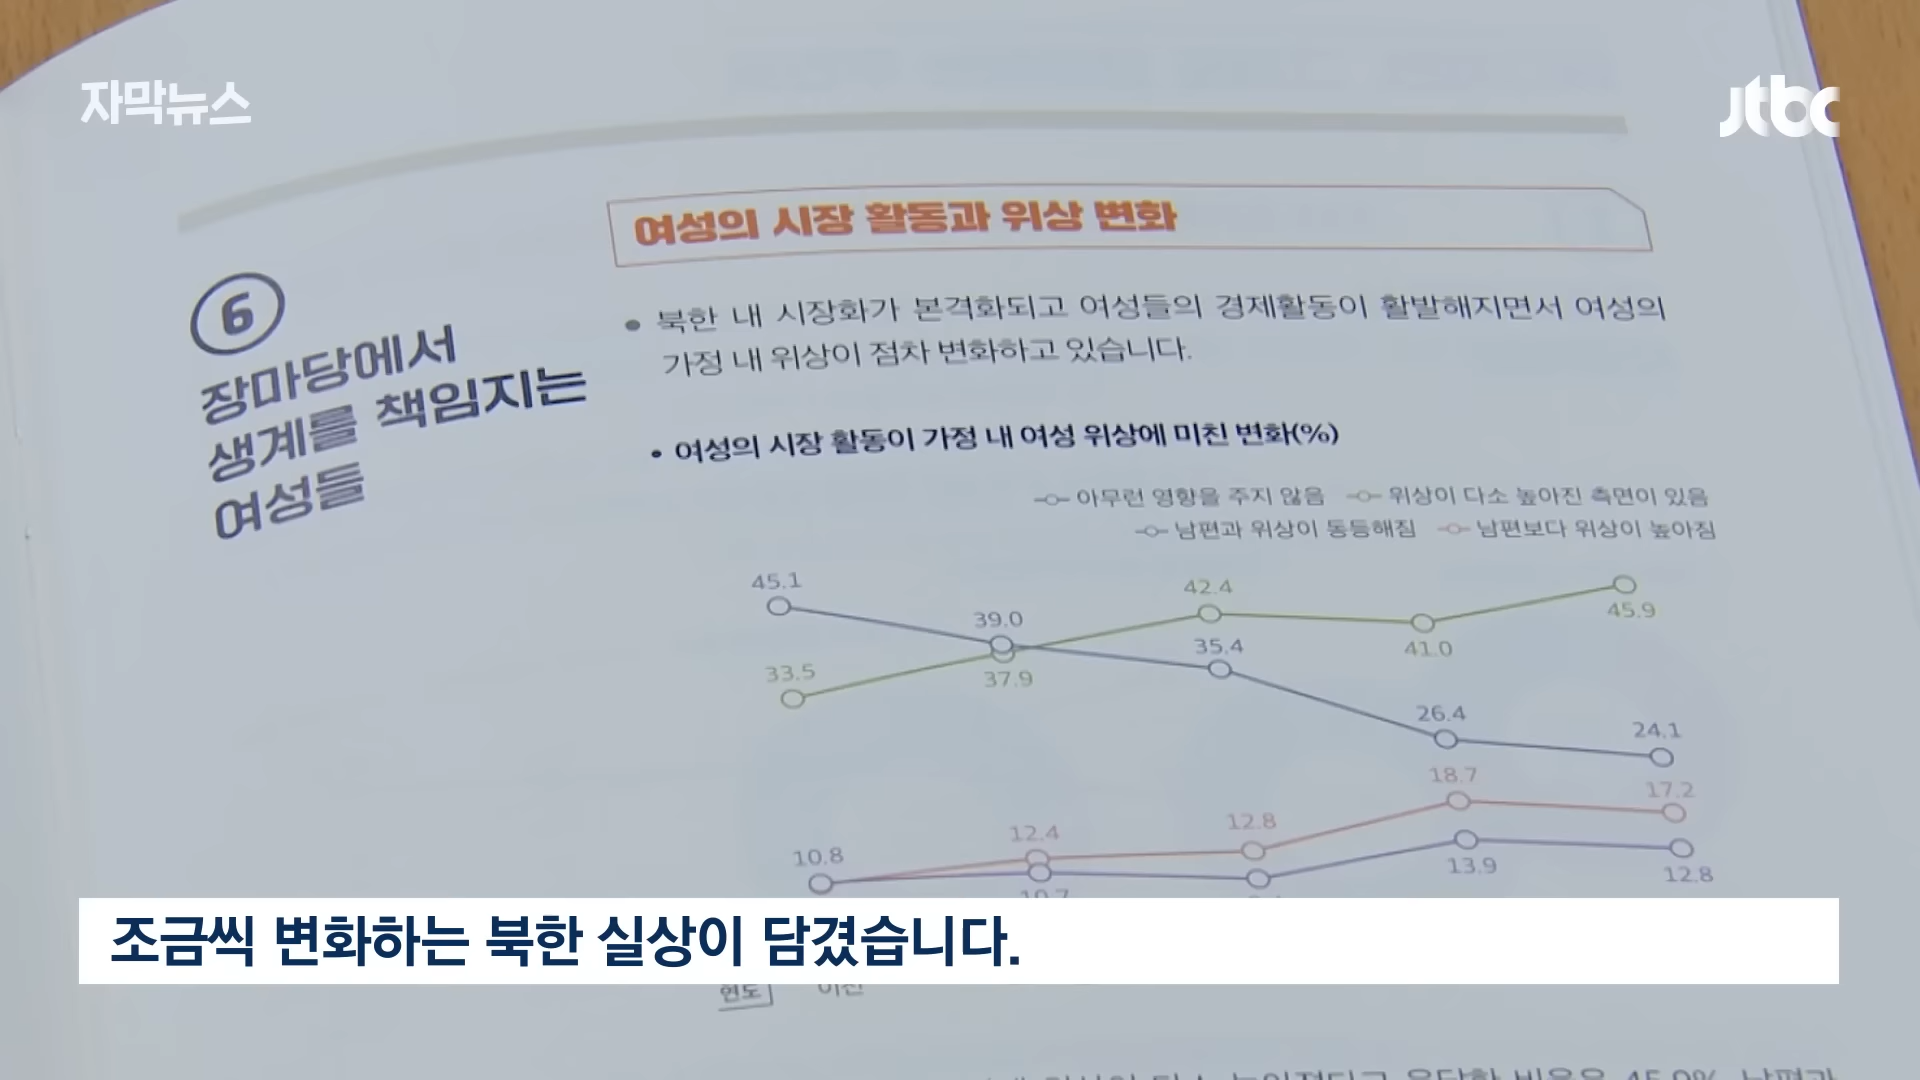 자막뉴스
jtbc
여성의 시장 활동과 위상 변화
6
장마당에서
생계를 책임지는
여성들
• 북한 내 시장화가 본격화되고 여성들의 경제활동이 활발해지면서 여성의
가정 내 위상이 점차 변화하고 있습니다.
• 여성의 시장 활동이 가정 내 여성 위상에 미친 변화(%)
아무런 영향을 주지 않음 위상이 다소 높아진 측면이 있음
남편과 위상이 동등해짐 남편보다 위상이 높아짐
45.1 39.0 42.4 35.4 41.0 45.9
33.5 37.9 26.4 24.1
10.8 12.4 12.8 18.7 17.2
10.7 13.9 12.8
조금씩 변화하는 북한 실상이 담겼습니다.